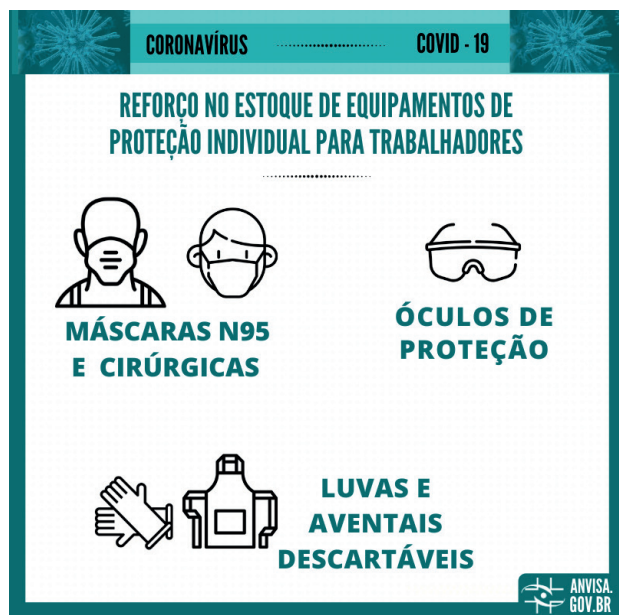 CORONAVÍRUS COVID - 19
REFORÇO NO ESTOQUE DE EQUIPAMENTOS DE
PROTEÇÃO INDIVIDUAL PARA TRABALHADORES
MÁSCARAS N95
E CIRÚRGICAS
ÓCULOS DE
PROTEÇÃO
LUVAS E
AVENTAIS
DESCARTÁVEIS
ANVISA.
GOV.BR